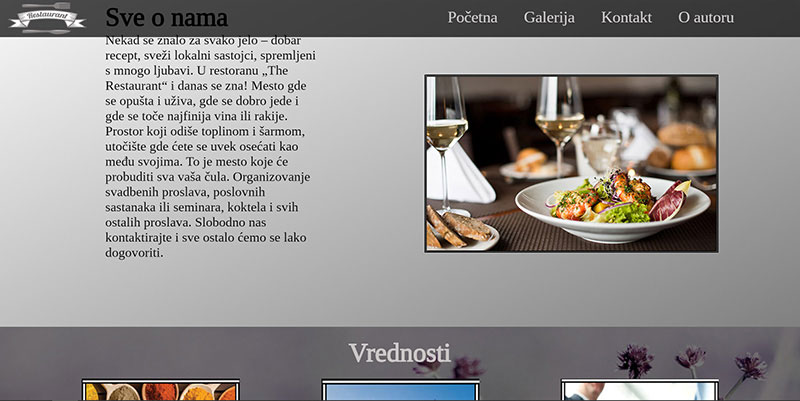 Restaurant
Sve o nama
Početna
Galerija
Kontakt
O autoru
Nekad se znalo za svako jelo – dobar
recept, sveži lokalni sastojci, spremljeni
s mnogo ljubavi. U restoranu „The
Restaurant“ i danas se zna! Mesto gde
se opušta i uživa, gde se dobro jede i
gde se toče najfinija vina ili rakije.
Prostor koji odiše toplinom i šarmom,
utočište gde ćete se uvek osećati kao
među svojima. To je mesto koje će
probuditi sva vaša čula. Organizovanje
svadbenih proslava, poslovnih
sastanaka ili seminara, koktela i svih
ostalih proslava. Slobodno nas
kontaktirajte i sve ostalo ćemo se lako
dogovoriti.
Vrednosti